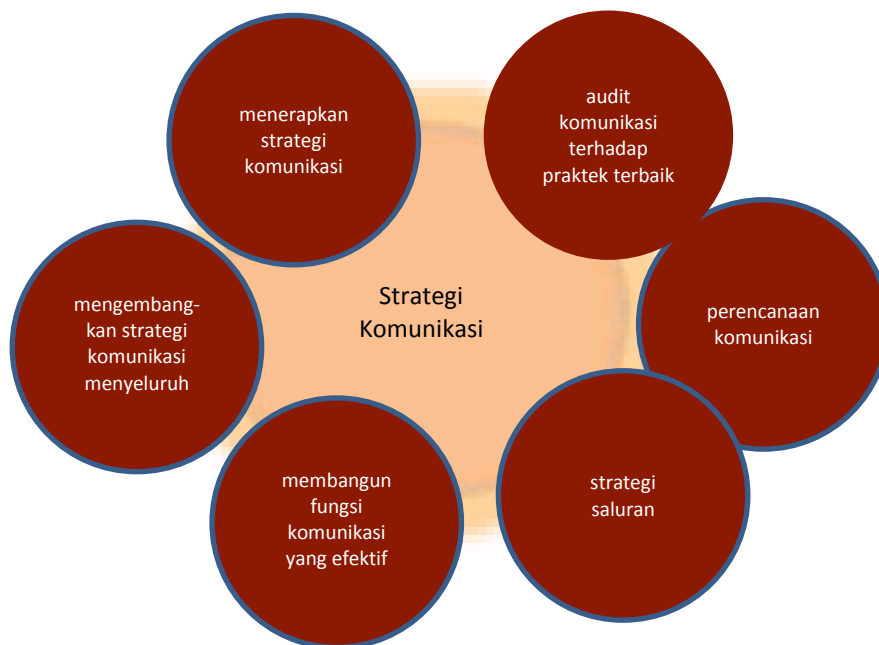 menerapkan
strategi
komunikasi
audit
komunikasi
terhadap
praktek terbaik
mengembang-
kan strategi
komunikasi
menyeluruh
Strategi
Komunikasi
perencanaan
komunikasi
membangun
fungsi
komunikasi
yang efektif
strategi
saluran